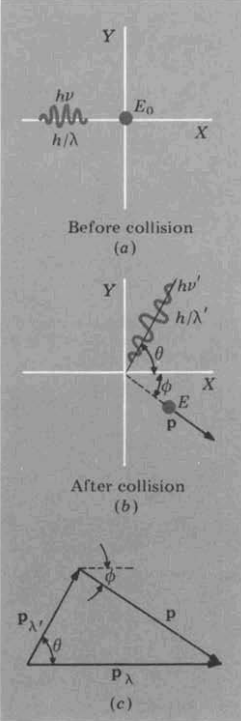 Y
hν
E₀
h/λ
X
Before collision
(a)
Y
hν′
h/λ′
θ
ϕ
X
E
p
After collision
(b)
ϕ
p_λ′
p
θ
p_λ
(c)